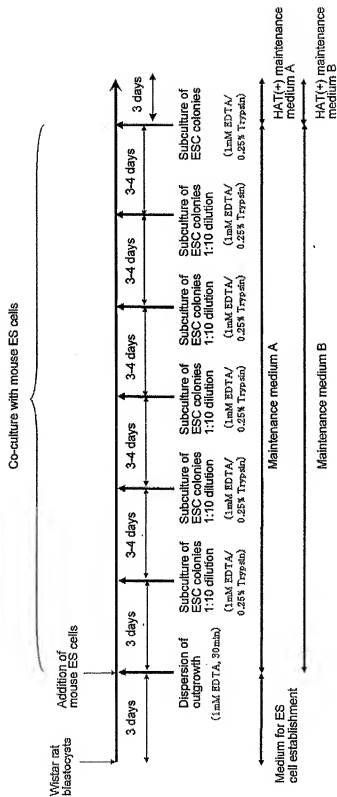 Co-culture with mouse ES cells
Wistar rat
blastocysts
Addition of
mouse ES cells
3 days
3 days
3-4 days
3-4 days
3-4 days
3-4 days
3-4 days
3 days
Dispersion of
outgrowth
(1mM EDTA, 30min)
Subculture of
ESC colonies
1:10 dilution
(1mM EDTA/
0.25% Trypsin)
Subculture of
ESC colonies
1:10 dilution
(1mM EDTA/
0.25% Trypsin)
Subculture of
ESC colonies
1:10 dilution
(1mM EDTA/
0.25% Trypsin)
Subculture of
ESC colonies
1:10 dilution
(1mM EDTA/
0.25% Trypsin)
Subculture of
ESC colonies
1:10 dilution
(1mM EDTA/
0.25% Trypsin)
Subculture of
ESC colonies
(1mM EDTA/
0.25% Trypsin)
Medium for ES
cell establishment
Maintenance medium A
HAT(+) maintenance
medium A
Maintenance medium B
HAT(+) maintenance
medium B